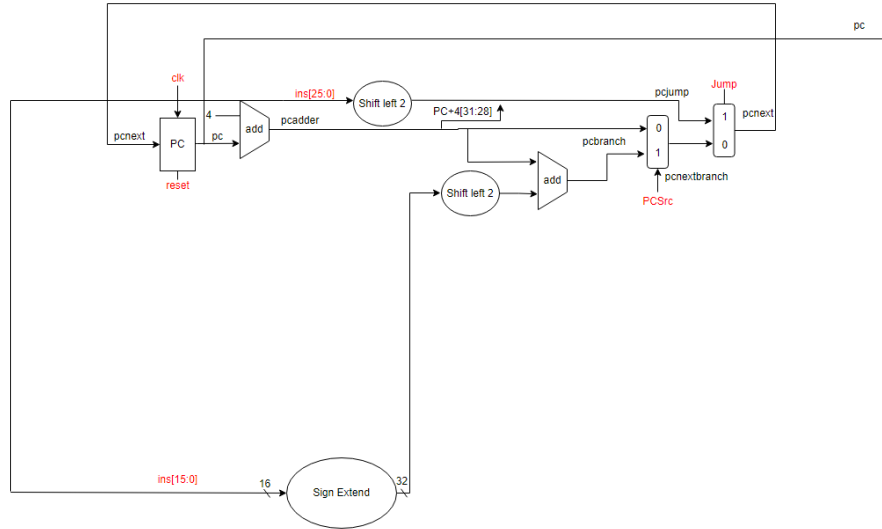 pc
clk
ins[25:0]
Shift left 2
pcjump
Jump
4
add
pcadder
PC+4[31:28]
1
pcnext
pcnext
PC
pc
0
pcbranch
0
1
add
Shift left 2
pcnextbranch
reset
PCSrc
ins[15:0]
16
Sign Extend
32